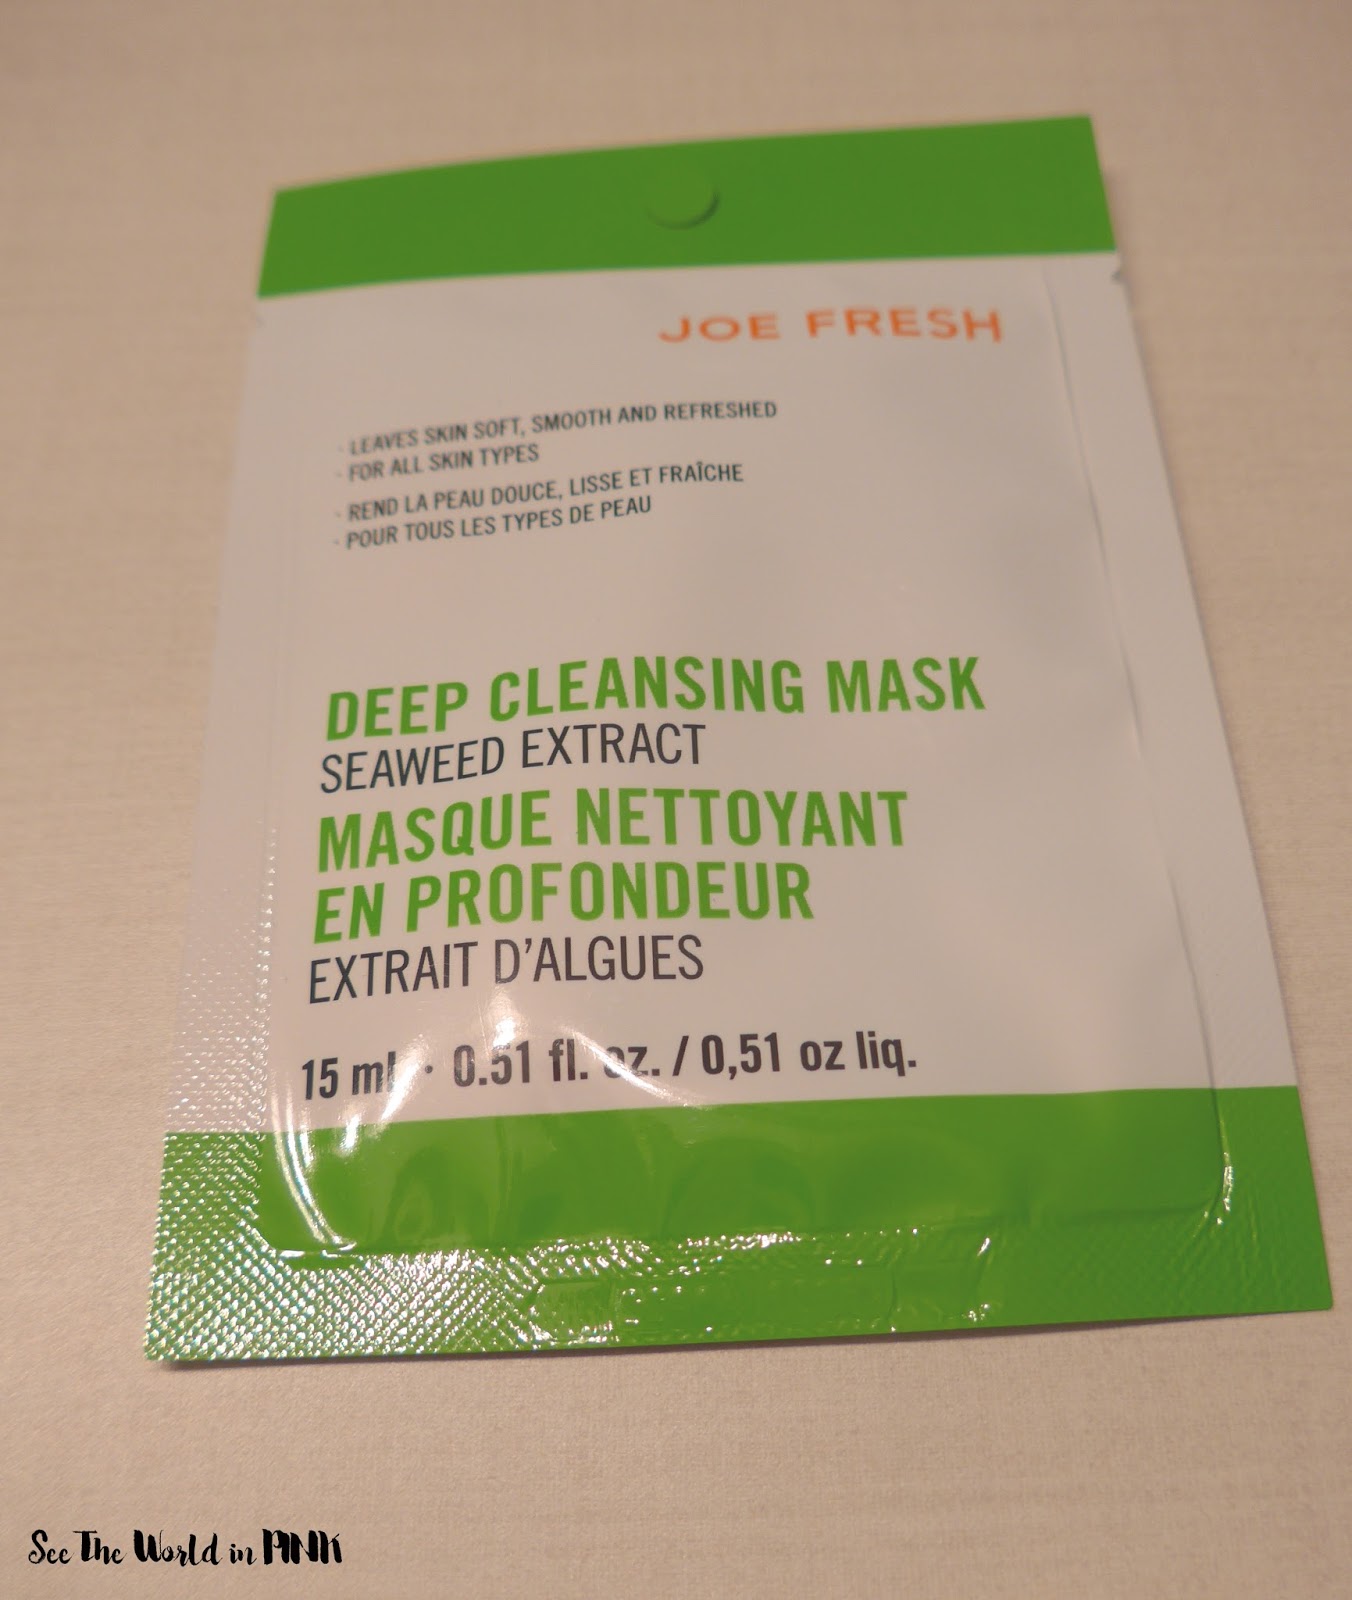 JOE FRESH
· LEAVES SKIN SOFT, SMOOTH AND REFRESHED
· FOR ALL SKIN TYPES
· REND LA PEAU DOUCE, LISSE ET FRAÎCHE
· POUR TOUS LES TYPES DE PEAU
DEEP CLEANSING MASK
SEAWEED EXTRACT
MASQUE NETTOYANT
EN PROFONDEUR
EXTRAIT D'ALGUES
15 ml · 0.51 fl. oz. / 0,51 oz liq.
See The World in PINK